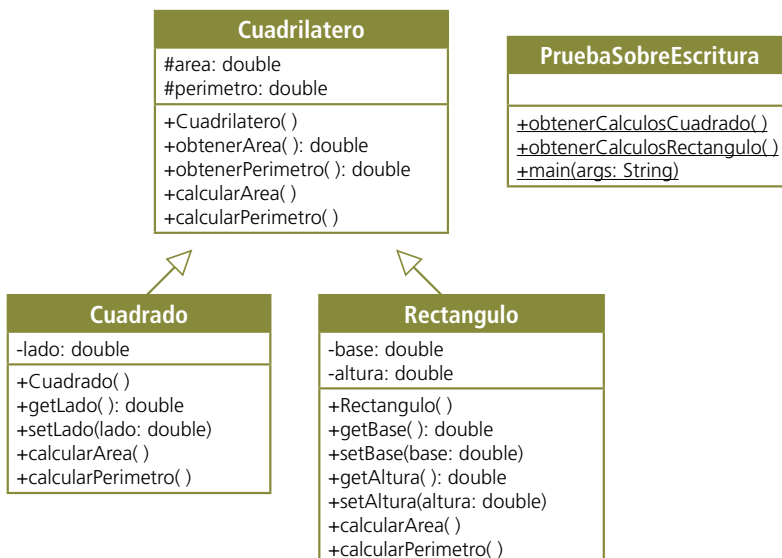 Cuadrilatero
#area: double
#perimetro: double
+Cuadrilatero( )
+obtenerArea( ): double
+obtenerPerimetro( ): double
+calcularArea( )
+calcularPerimetro( )
PruebaSobreEscritura
+obtenerCalculosCuadrado( )
+obtenerCalculosRectangulo( )
+main(args: String)
Cuadrado
-lado: double
+Cuadrado( )
+getLado( ): double
+setLado(lado: double)
+calcularArea( )
+calcularPerimetro( )
Rectangulo
-base: double
-altura: double
+Rectangulo( )
+getBase( ): double
+setBase(base: double)
+getAltura( ): double
+setAltura(altura: double)
+calcularArea( )
+calcularPerimetro( )